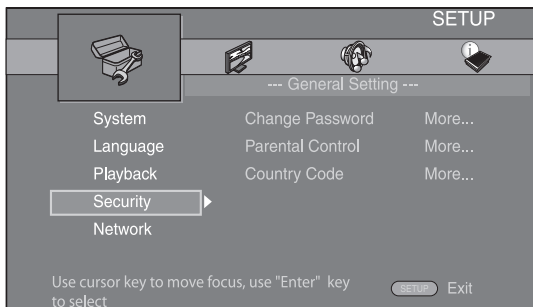 SETUP
--- General Setting ---
System Change Password More...
Language Parental Control More...
Playback Country Code More...
Security
Network
Use cursor key to move focus, use "Enter" key
to select
SETUP Exit